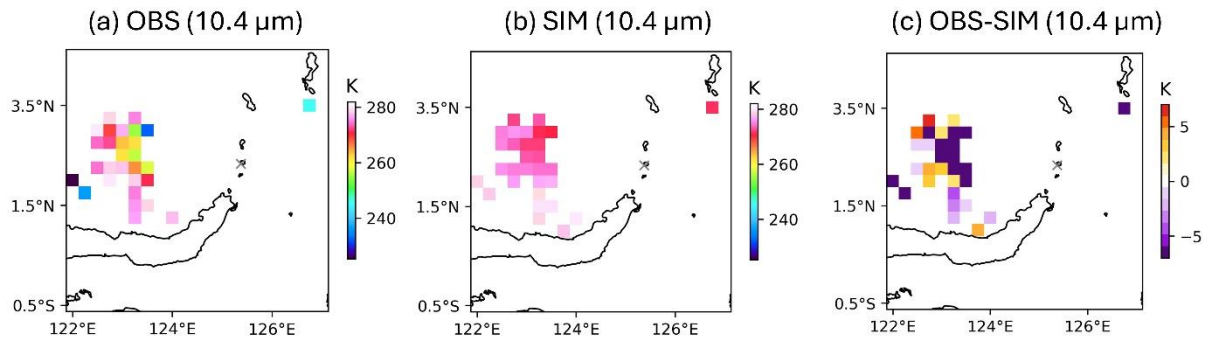 (a) OBS (10.4 µm)
(b) SIM (10.4 µm)
(c) OBS-SIM (10.4 µm)
3.5°N
1.5°N
0.5°S
122°E
124°E
126°E
K
280
260
240
3.5°N
1.5°N
0.5°S
122°E
124°E
126°E
K
280
260
240
3.5°N
1.5°N
0.5°S
122°E
124°E
126°E
K
5
0
−5